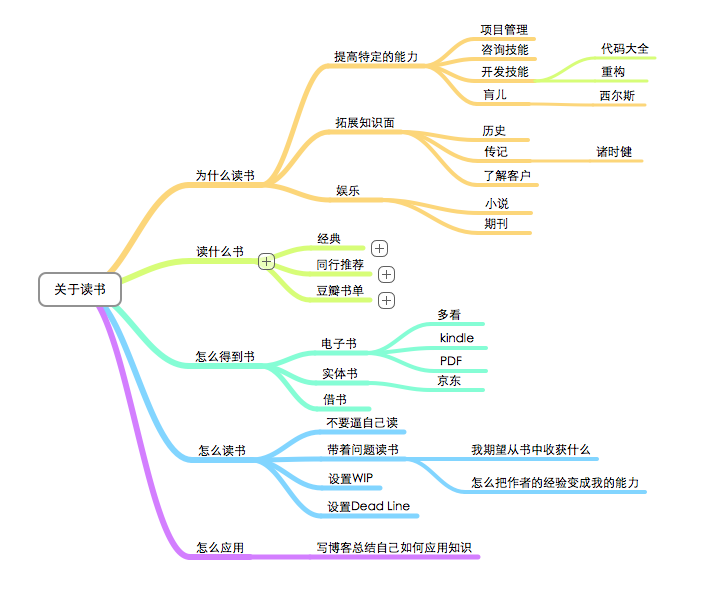 关于读书
为什么读书
提高特定的能力
项目管理
咨询技能
开发技能
代码大全
重构
育儿
西尔斯
拓展知识面
历史
传记
诸时健
了解客户
娱乐
小说
期刊
读什么书
经典
同行推荐
豆瓣书单
怎么得到书
电子书
多看
kindle
PDF
实体书
京东
借书
怎么读书
不要逼自己读
带着问题读书
我期望从书中收获什么
怎么把作者的经验变成我的能力
设置WIP
设置Dead Line
怎么应用
写博客总结自己如何应用知识